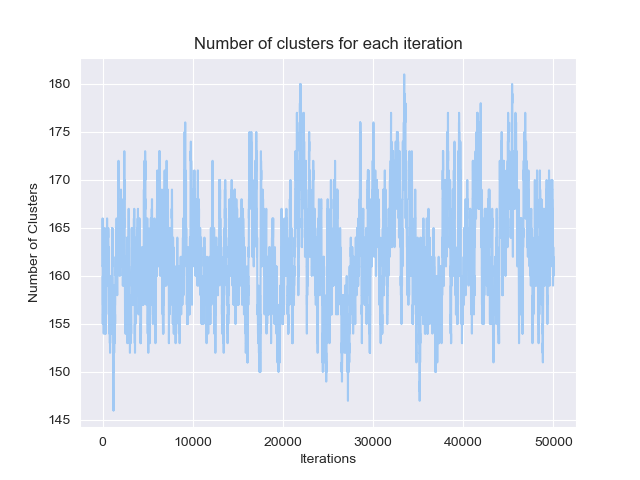 Number of clusters for each iteration
Number of Clusters
180
175
170
165
160
155
150
145
0 10000 20000 30000 40000 50000
Iterations